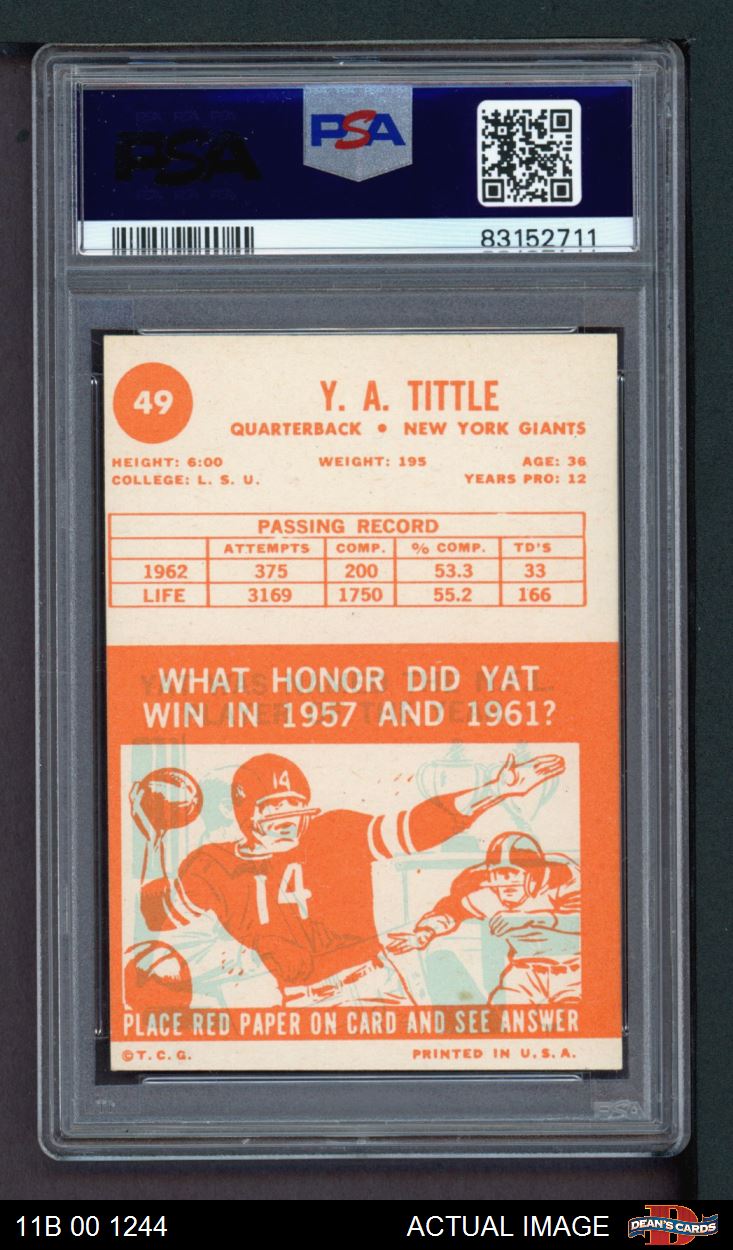 PSA
PSA
83152711
49
Y. A. TITTLE
QUARTERBACK • NEW YORK GIANTS
HEIGHT: 6:00 WEIGHT: 195 AGE: 36
COLLEGE: L. S. U. YEARS PRO: 12
PASSING RECORD
ATTEMPTS COMP. % COMP. TD'S
1962 375 200 53.3 33
LIFE 3169 1750 55.2 166
WHAT HONOR DID YAT
WIN IN 1957 AND 1961?
14
14
PLACE RED PAPER ON CARD AND SEE ANSWER
©T.C.G. PRINTED IN U.S.A.
PSA
11B 00 1244 ACTUAL IMAGE DEAN'S CARDS